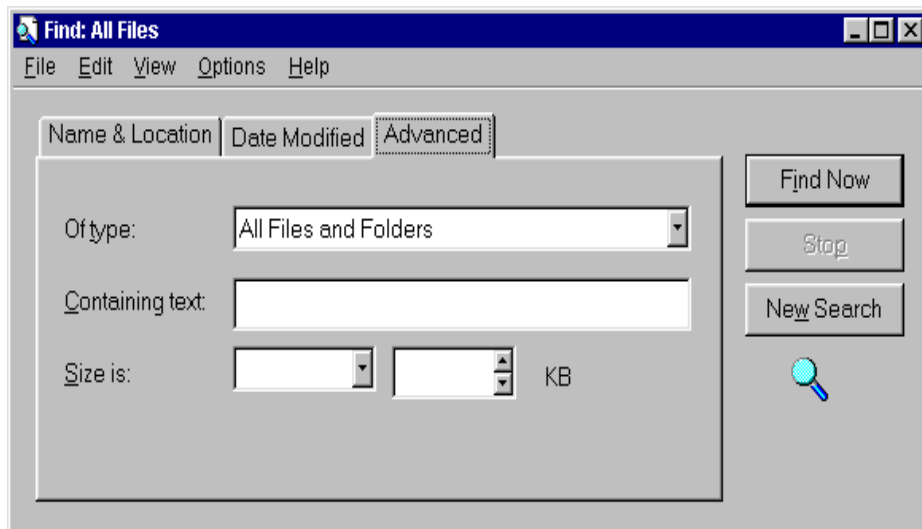 Find: All Files
File Edit View Options Help
Name & Location Date Modified Advanced
Of type: All Files and Folders
Containing text:
Size is: KB
Find Now
Stop
New Search